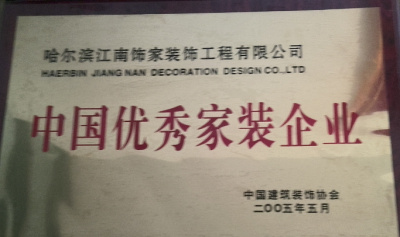 哈尔滨江南饰家装饰工程有限公司
HAERBIN JIANG NAN DECORATION DESIGN CO.,LTD
中国优秀家装企业
中国建筑装饰协会
二〇〇五年五月